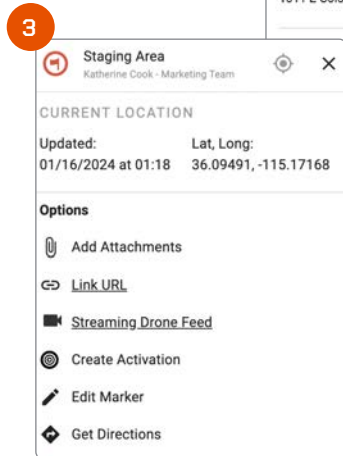 3
Staging Area
Katherine Cook - Marketing Team
CURRENT LOCATION
Updated: Lat, Long:
01/16/2024 at 01:18 36.09491, -115.17168
Options
Add Attachments
Link URL
Streaming Drone Feed
Create Activation
Edit Marker
Get Directions